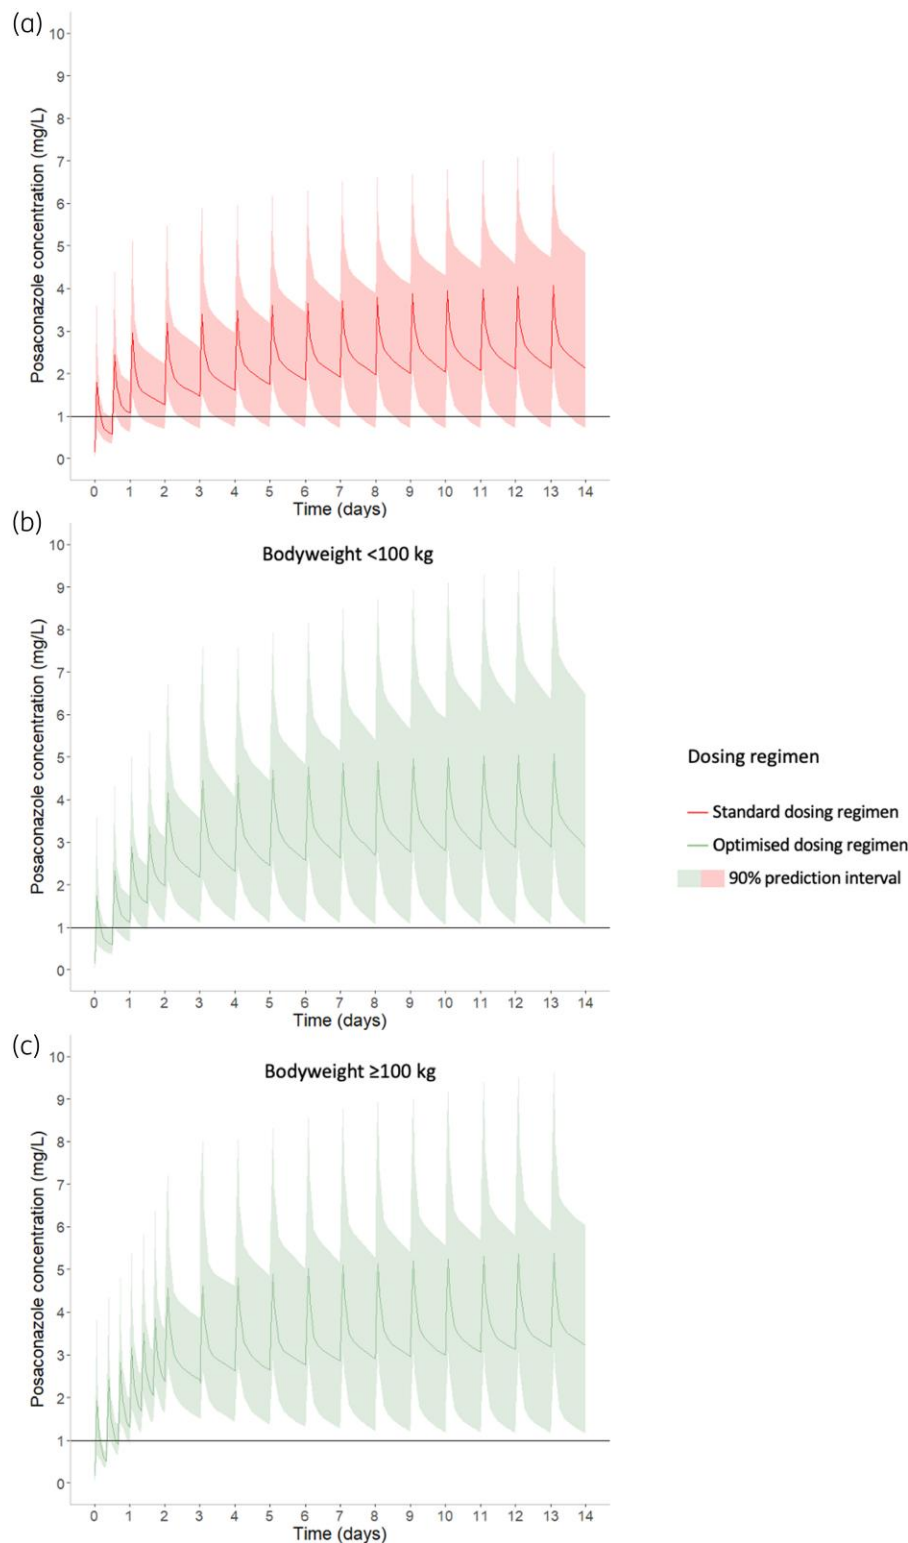 (a)
10
9
8
7
6
5
4
3
2
1
0
Posaconazole concentration (mg/L)
0 1 2 3 4 5 6 7 8 9 10 11 12 13 14
Time (days)
(b)
Bodyweight <100 kg
10
9
8
7
6
5
4
3
2
1
0
Posaconazole concentration (mg/L)
0 1 2 3 4 5 6 7 8 9 10 11 12 13 14
Time (days)
Dosing regimen
Standard dosing regimen
Optimised dosing regimen
90% prediction interval
(c)
Bodyweight ≥100 kg
10
9
8
7
6
5
4
3
2
1
0
Posaconazole concentration (mg/L)
0 1 2 3 4 5 6 7 8 9 10 11 12 13 14
Time (days)